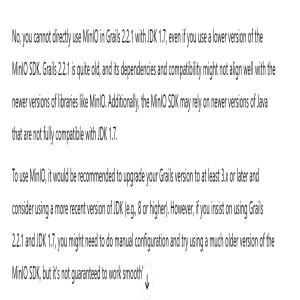 No, you cannot directly use MinIO in Grails 2.2.1 with JDK 1.7, even if you use a lower version of the
MinIO SDK. Grails 2.2.1 is quite old, and its dependencies and compatibility might not align well with the
newer versions of libraries like MinIO. Additionally, the MinIO SDK may rely on newer versions of Java
that are not fully compatible with JDK 1.7.
To use MinIO, it would be recommended to upgrade your Grails version to at least 3.x or later and
consider using a more recent version of JDK (e.g., 8 or higher). However, if you insist on using Grails
2.2.1 and JDK 1.7, you might need to do manual configuration and try using a much older version of the
MinIO SDK, but it's not guaranteed to work smooth